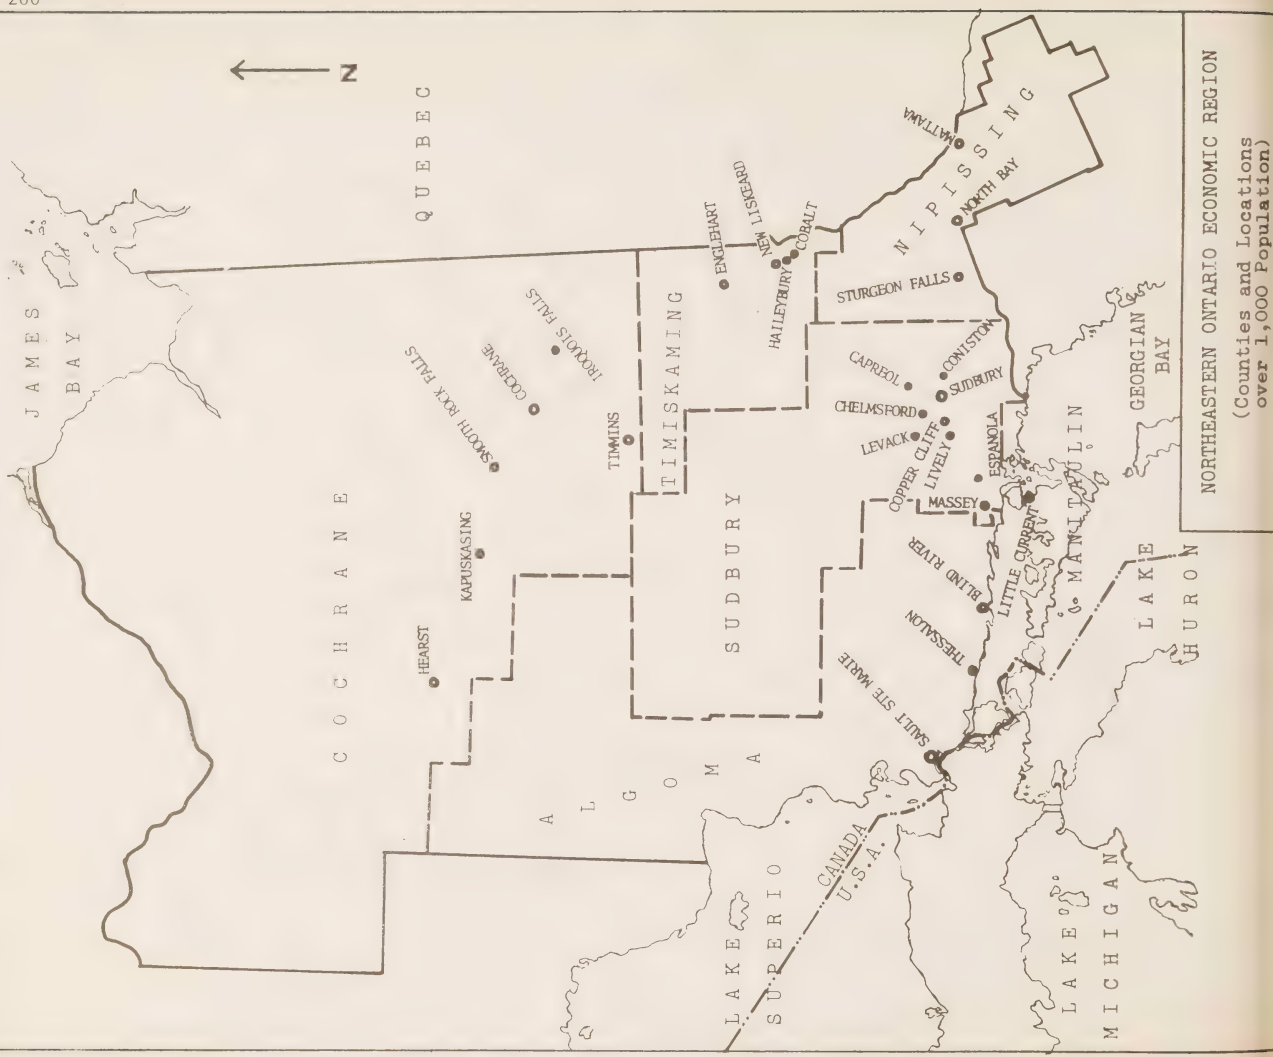 200
N
JAMES
BAY
QUEBEC
COCHRANE
HEARST
KAPUSKASING
SMOOTH ROCK FALLS
COCHRANE
IROQUOIS FALLS
TIMMINS
TIMISKAMING
ENGLEHART
NEW LISKEARD
HAILEYBURY
COBALT
NIPISSING
MATTAWA
NORTH BAY
STURGEON FALLS
SUDBURY
CAPREOL
CONISTON
SUDBURY
CHELMSFORD
LEVACK
COPPER CLIFF
LIVELY
ESPANOLA
MASSEY
ALGOMA
BLIND RIVER
THESSALON
SAULT STE MARIE
LITTLE CURRENT
MANITAULIN
GEORGIAN
BAY
LAKE
HURON
LAKE
SUPERIO
CANADA
U.S.A.
LAKE
MICHIGAN
NORTHEASTERN ONTARIO ECONOMIC REGION
(Counties and Locations
over 1,000 Population)